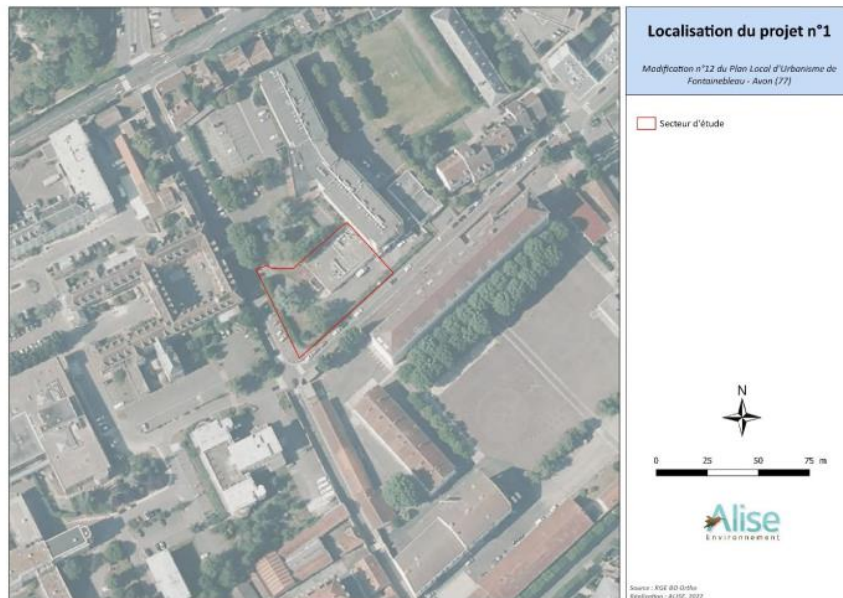 Localisation du projet n°1
Modification n°12 du Plan Local d'Urbanisme de
Fontainebleau - Avon (77)
Secteur d'étude
N
0 25 50 75 m
Alise
Environnement
Source : RGE BD Ortho
Réalisation : ALISE, 2022